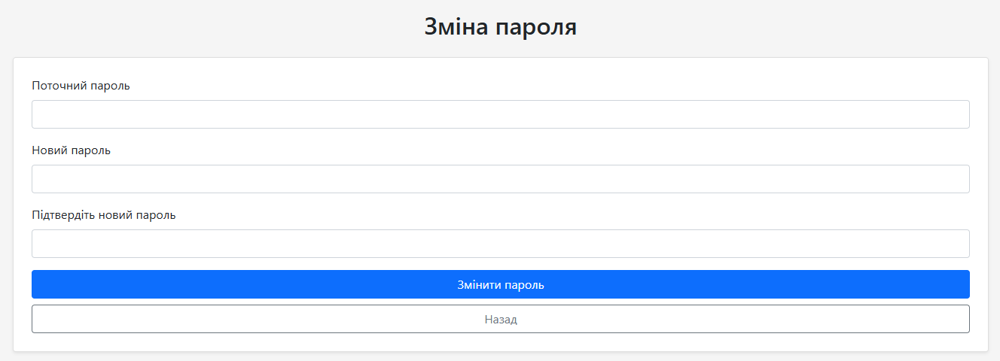 Зміна пароля
Поточний пароль
Новий пароль
Підтвердіть новий пароль
Змінити пароль
Назад